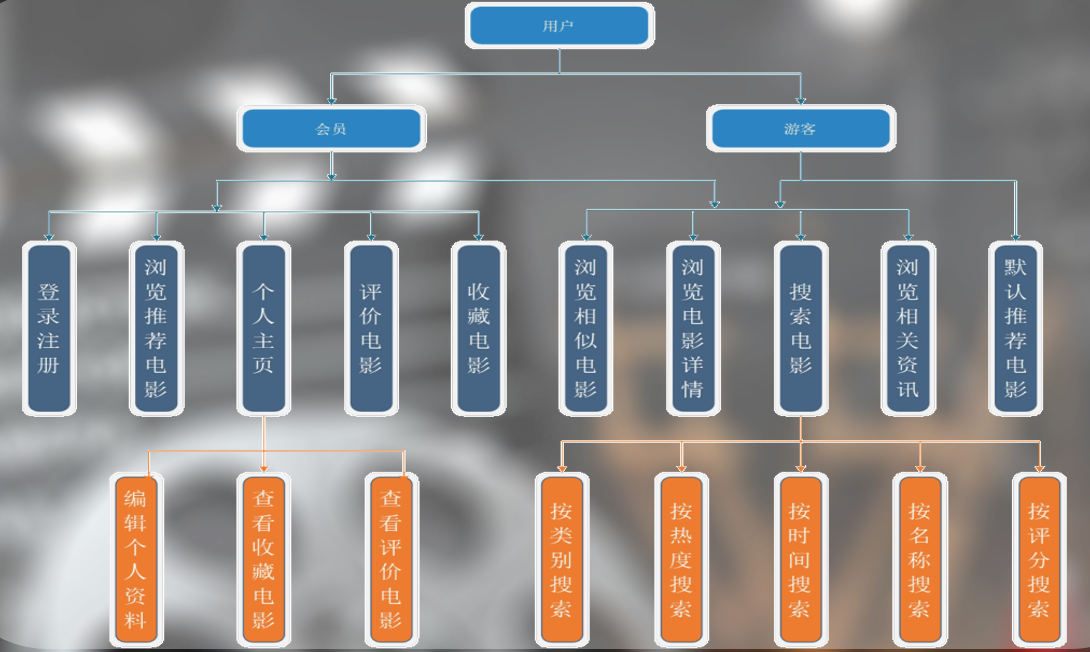 用户
会员
游客
登录注册
浏览推荐电影
个人主页
评价电影
收藏电影
浏览相似电影
浏览电影详情
搜索电影
浏览相关资讯
默认推荐电影
编辑个人资料
查看收藏电影
查看评价电影
按类别搜索
按热度搜索
按时间搜索
按名称搜索
按评分搜索